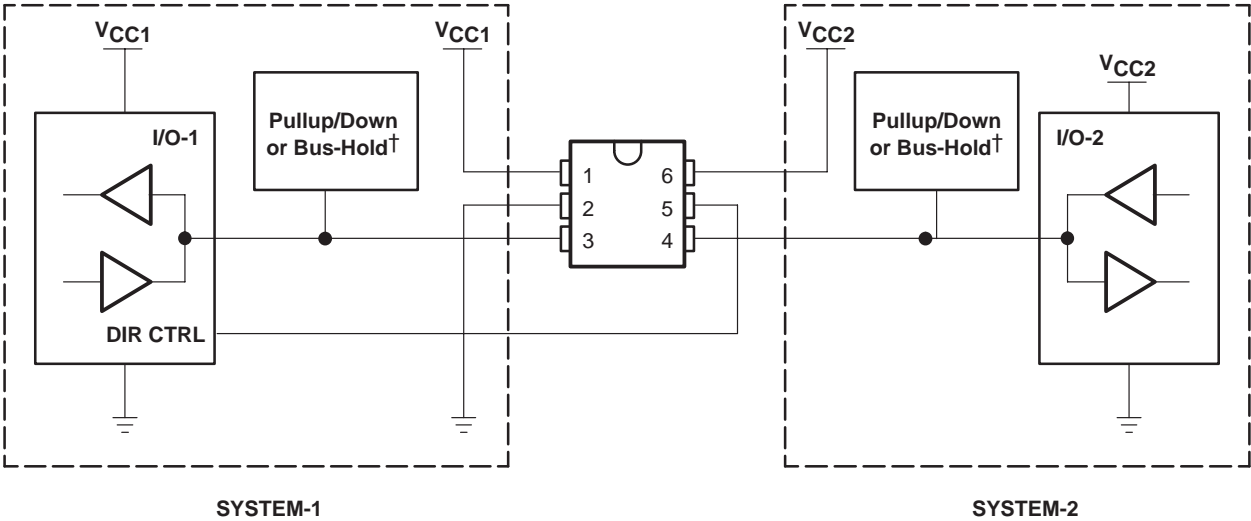 VCC1
VCC1
VCC2
VCC2
I/O-1
Pullup/Down
or Bus-Hold†
Pullup/Down
or Bus-Hold†
I/O-2
1
6
2
5
3
4
DIR CTRL
SYSTEM-1
SYSTEM-2